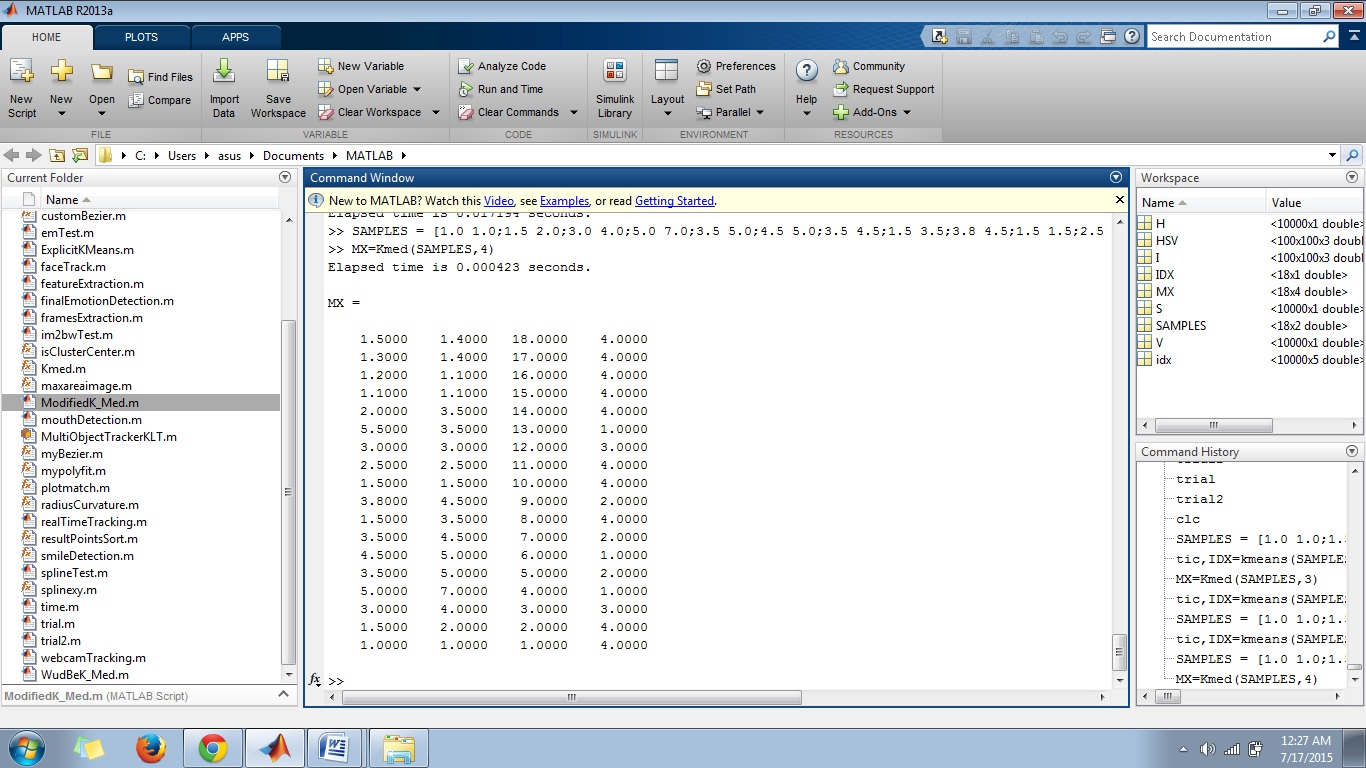 MATLAB R2013a
HOME PLOTS APPS
Search Documentation
New Script
New
Open
Find Files
Compare
FILE
Import Data
Save Workspace
New Variable
Open Variable
Clear Workspace
VARIABLE
Analyze Code
Run and Time
Clear Commands
CODE
Simulink Library
SIMULINK
Layout
Preferences
Set Path
Parallel
ENVIRONMENT
Help
Community
Request Support
Add-Ons
RESOURCES
C: Users asus Documents MATLAB
Current Folder
Name
customBezier.m
emTest.m
ExplicitKMeans.m
faceTrack.m
featureExtraction.m
finalEmotionDetection.m
framesExtraction.m
im2bwTest.m
isClusterCenter.m
Kmed.m
maxareaimage.m
ModifiedK_Med.m
mouthDetection.m
MultiObjectTrackerKLT.m
myBezier.m
mypolyfit.m
plotmatch.m
radiusCurvature.m
realTimeTracking.m
resultPointsSort.m
smileDetection.m
splineTest.m
splinexy.m
time.m
trial.m
trial2.m
webcamTracking.m
WudBeK_Med.m
ModifiedK_Med.m (MATLAB Script)
Command Window
New to MATLAB? Watch this Video, see Examples, or read Getting Started.
Elapsed time is 0.017194 seconds.
>> SAMPLES = [1.0 1.0;1.5 2.0;3.0 4.0;5.0 7.0;3.5 5.0;4.5 5.0;3.5 4.5;1.5 3.5;3.8 4.5;1.5 1.5;2.5
>> MX=Kmed(SAMPLES,4)
Elapsed time is 0.000423 seconds.
MX =
1.5000 1.4000 18.0000 4.0000
1.3000 1.4000 17.0000 4.0000
1.2000 1.1000 16.0000 4.0000
1.1000 1.1000 15.0000 4.0000
2.0000 3.5000 14.0000 4.0000
5.5000 3.5000 13.0000 1.0000
3.0000 3.0000 12.0000 3.0000
2.5000 2.5000 11.0000 4.0000
1.5000 1.5000 10.0000 4.0000
3.8000 4.5000 9.0000 2.0000
1.5000 3.5000 8.0000 4.0000
3.5000 4.5000 7.0000 2.0000
4.5000 5.0000 6.0000 1.0000
3.5000 5.0000 5.0000 2.0000
5.0000 7.0000 4.0000 1.0000
3.0000 4.0000 3.0000 3.0000
1.5000 2.0000 2.0000 4.0000
1.0000 1.0000 1.0000 4.0000
fx >>
Workspace
Name Value
H <10000x1 double>
HSV <100x100x3 doubl
I <100x100x3 doubl
IDX <18x1 double>
MX <18x4 double>
S <10000x1 double>
SAMPLES <18x2 double>
V <10000x1 double>
idx <10000x5 double>
Command History
trial
trial2
clc
SAMPLES = [1.0 1.0;1.
tic,IDX=kmeans(SAMPLE
MX=Kmed(SAMPLES,3)
tic,IDX=kmeans(SAMPLE
SAMPLES = [1.0 1.0;1.
tic,IDX=kmeans(SAMPLE
SAMPLES = [1.0 1.0;1.
MX=Kmed(SAMPLES,4)
12:27 AM
7/17/2015